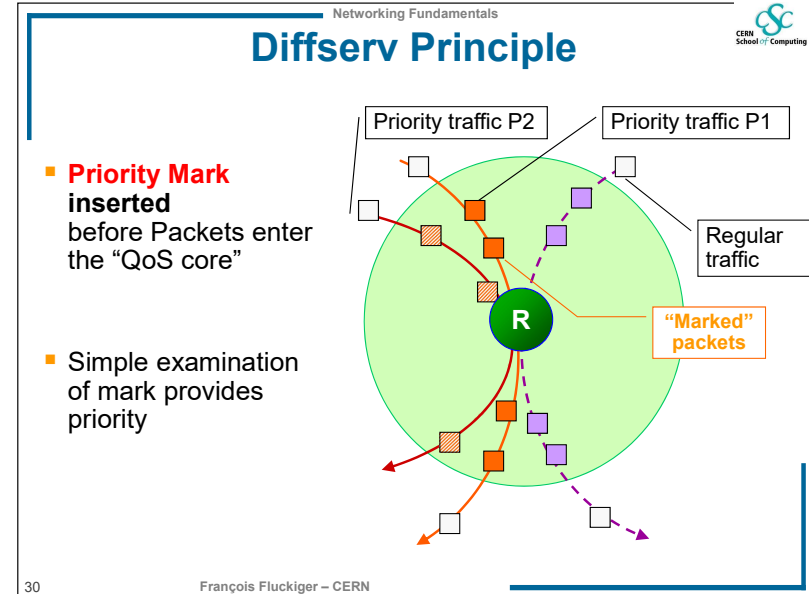 Networking Fundamentals
CSC
CERN
School of Computing
Diffserv Principle
Priority traffic P2
Priority traffic P1
Priority Mark
inserted
before Packets enter
the “QoS core”
Regular
traffic
R
“Marked”
packets
Simple examination
of mark provides
priority
30
François Fluckiger – CERN